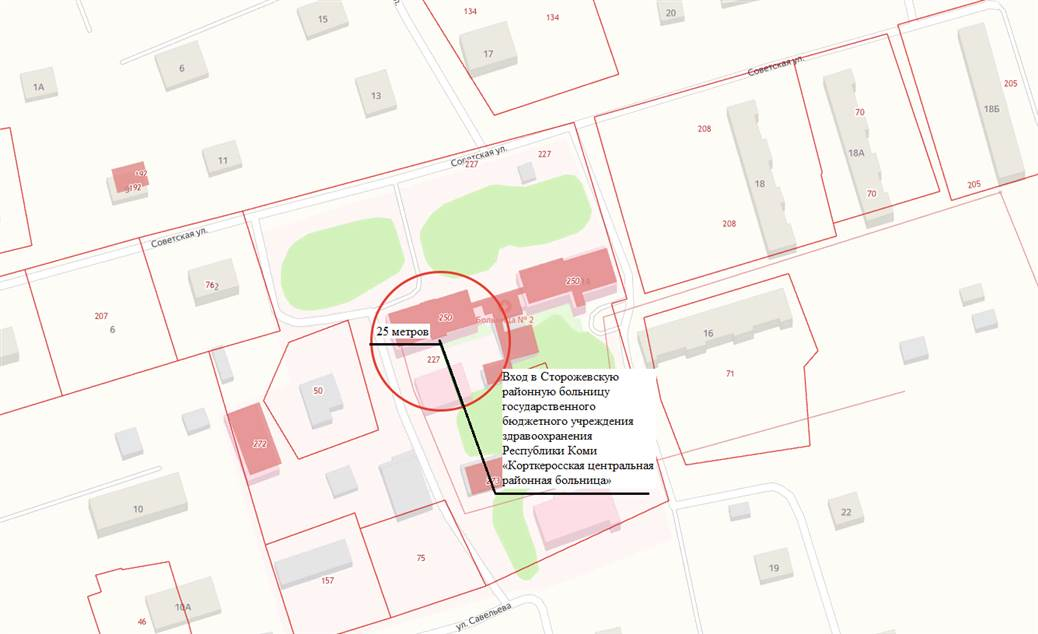 134
134
15
20
17
6
1А
13
Советская ул.
205
18Б
70
208
18А
11
Советская ул.
227
227
192
192
18
70
205
208
Советская ул.
76
250
207
6
250
Больница № 2
25 метров
16
227
71
50
Вход в Сторожевскую
районную больницу
государственного
бюджетного учреждения
здравоохранения
Республики Коми
«Корткеросская центральная
районная больница»
272
273
10
22
75
19
157
10А
46
ул. Савельева